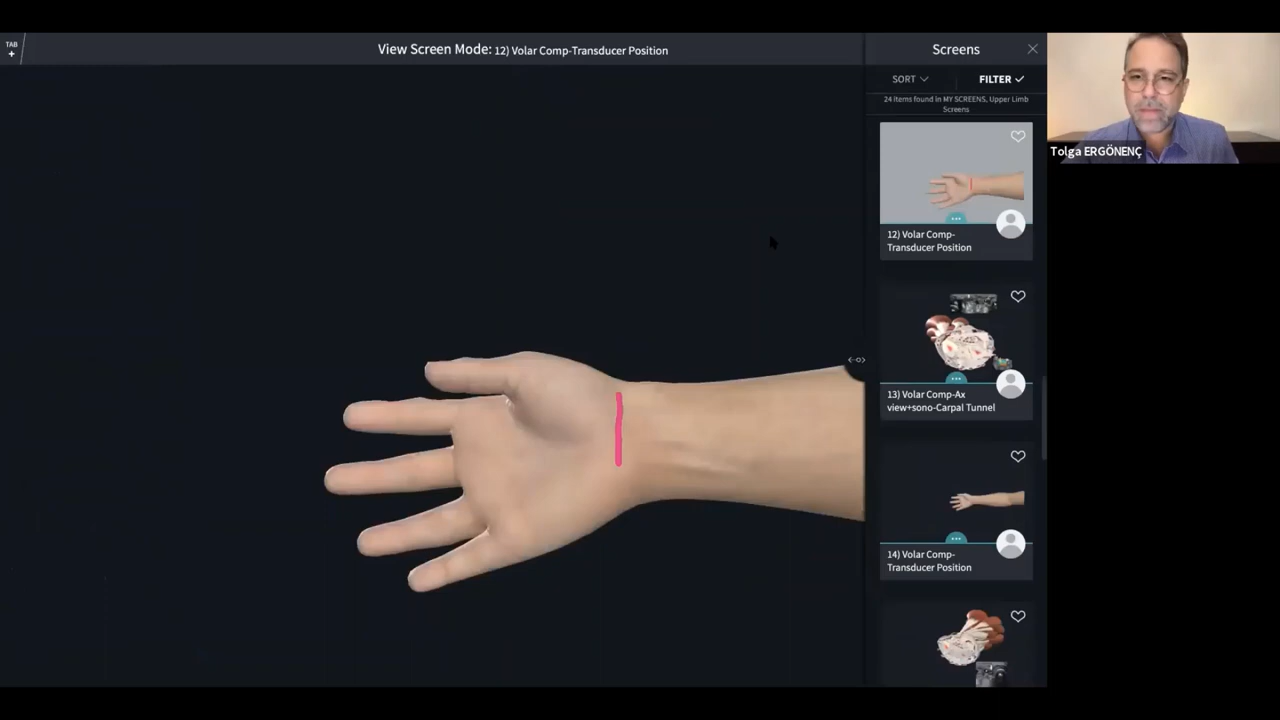 TAB
+
View Screen Mode: 12) Volar Comp-Transducer Position
Screens
SORT
FILTER
24 items found in MY SCREENS, Upper Limb
Screens
12) Volar Comp-
Transducer Position
13) Volar Comp-Ax
view+sono-Carpal Tunnel
14) Volar Comp-
Transducer Position
Tolga ERGÖNENÇ